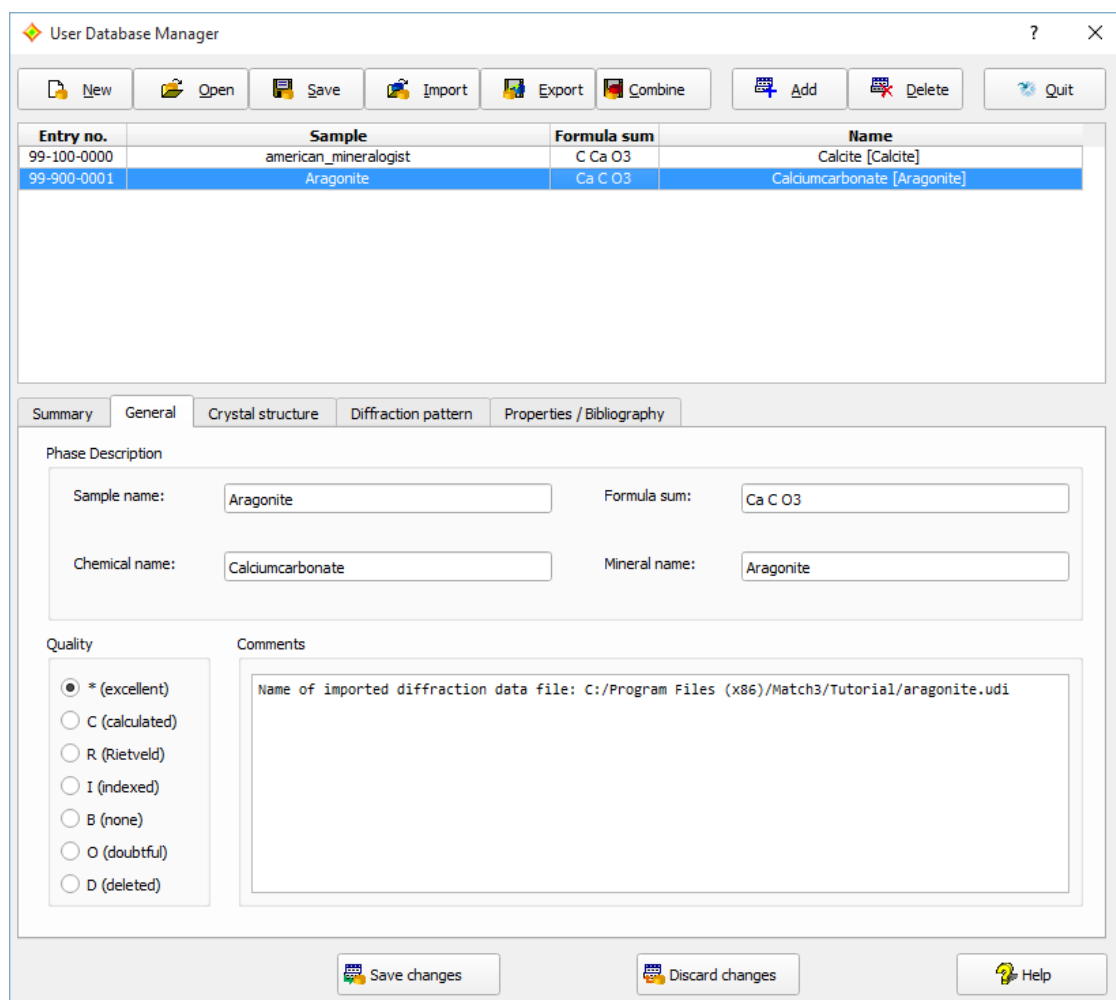 User Database Manager ?
New Open Save Import Export Combine Add Delete Quit
Entry no. Sample Formula sum Name
99-100-0000 american_mineralogist C Ca O3 Calcite [Calcite]
99-900-0001 Aragonite Ca C O3 Calciumcarbonate [Aragonite]
Summary General Crystal structure Diffraction pattern Properties / Bibliography
Phase Description
Sample name: Aragonite Formula sum: Ca C O3
Chemical name: Calciumcarbonate Mineral name: Aragonite
Quality Comments
* (excellent) Name of imported diffraction data file: C:/Program Files (x86)/Match3/Tutorial/aragonite.udi
C (calculated)
R (Rietveld)
I (indexed)
B (none)
O (doubtful)
D (deleted)
Save changes Discard changes Help